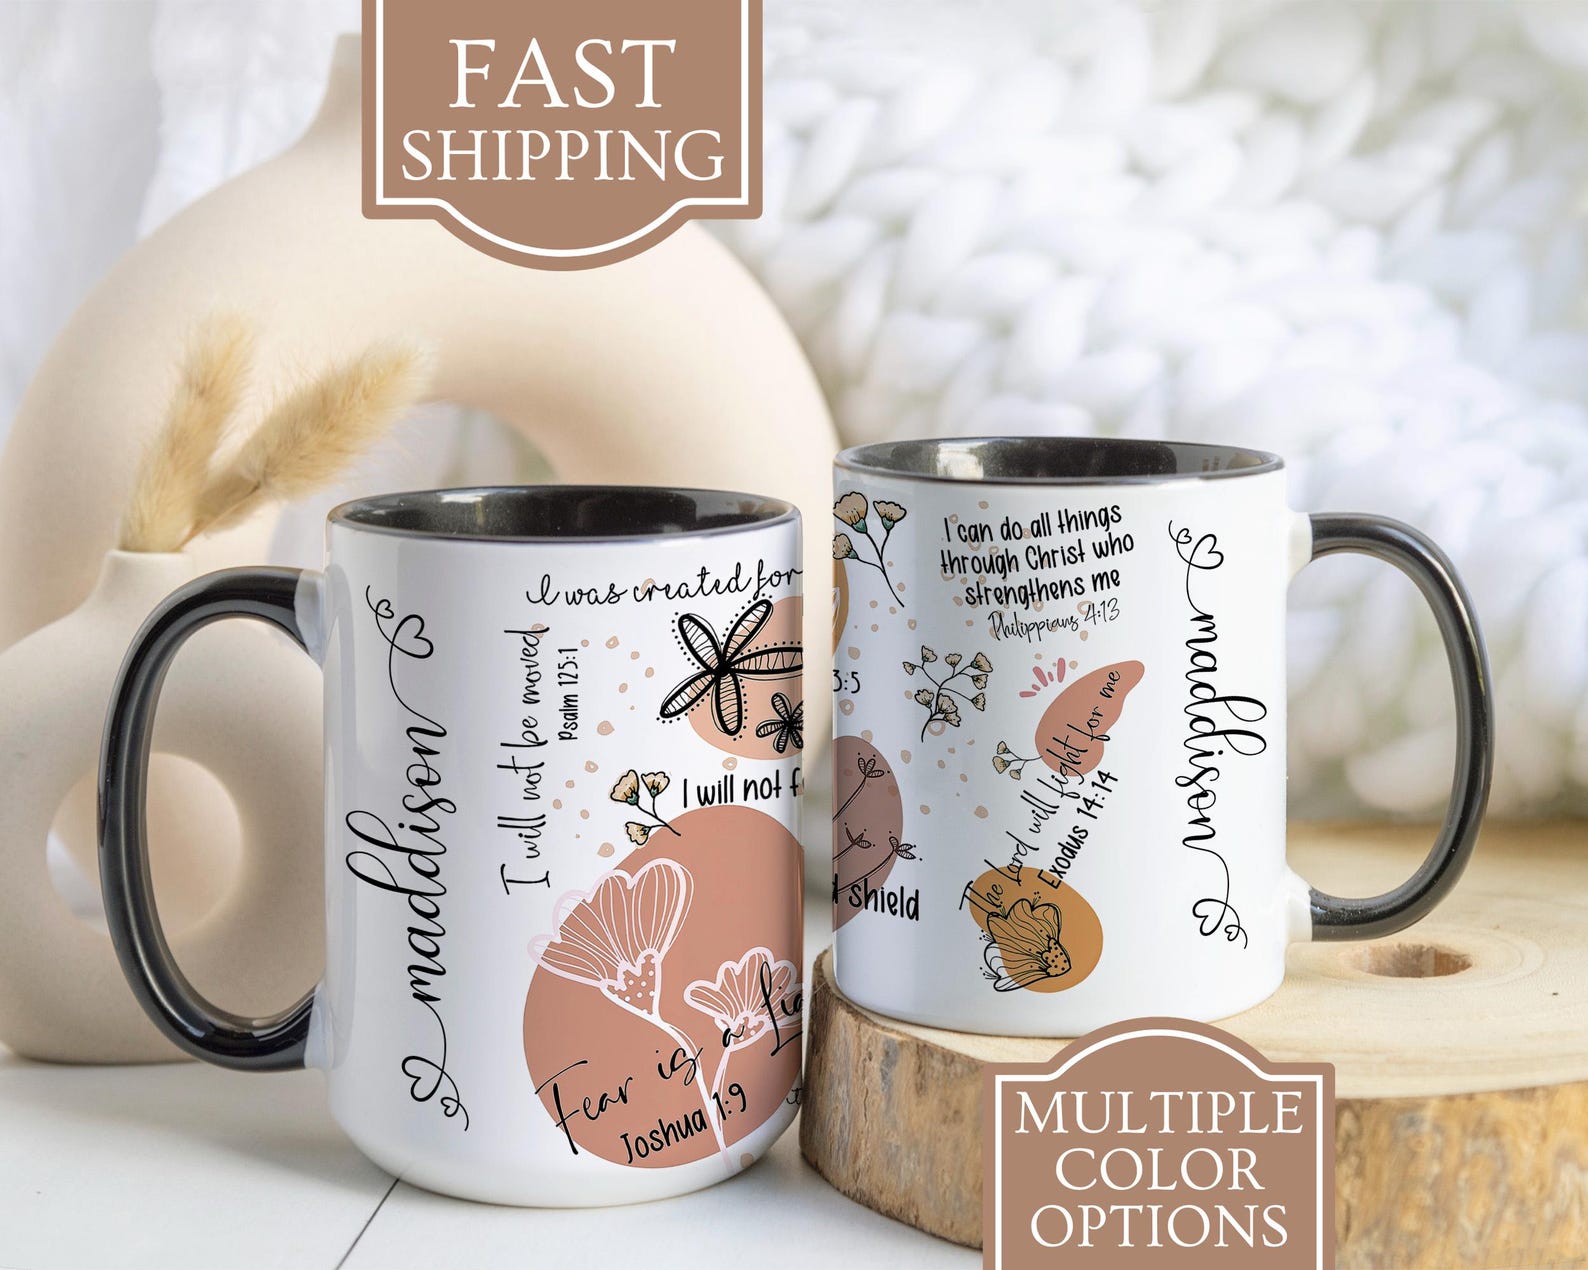 FAST
SHIPPING
maddison
I was created for
I will not be moved
Psalm 125:1
I will not
Fear is a
Joshua 1:9
3:5
shield
I can do all things
through Christ who
strengthens me
Philippians 4:13
The Lord will fight for me
Exodus 14:14
maddison
MULTIPLE
COLOR
OPTIONS